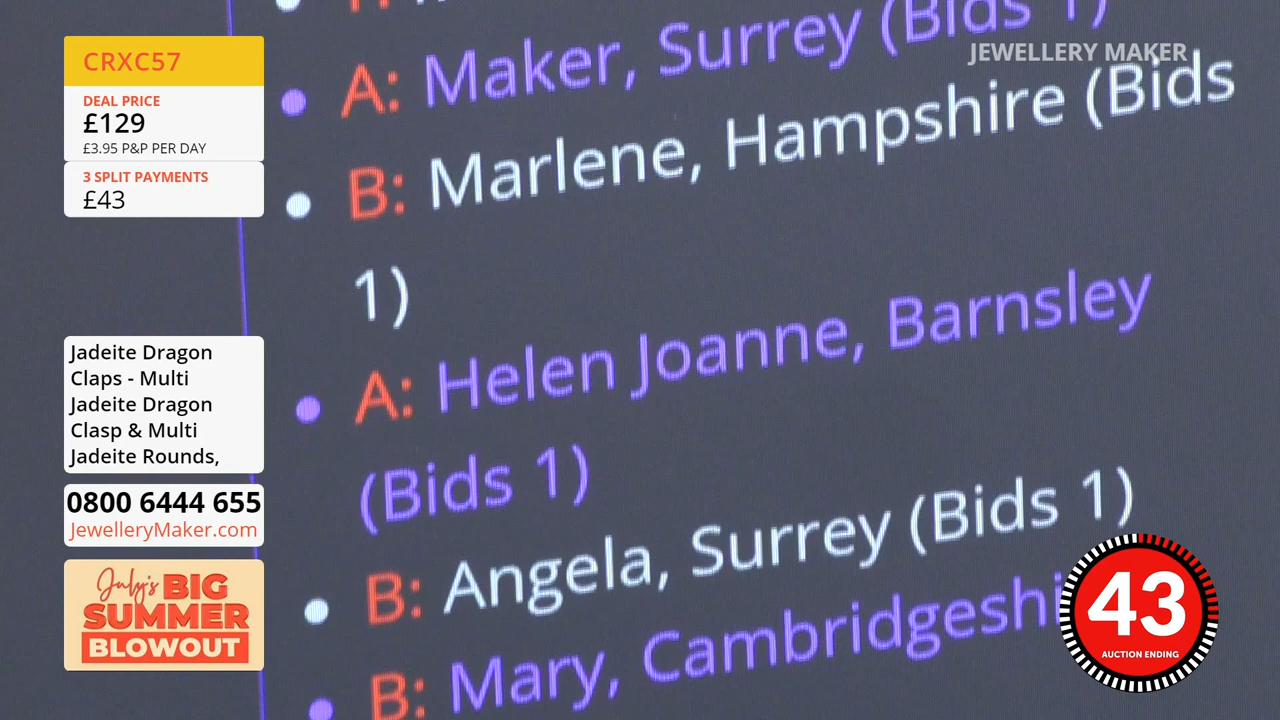 CRXC57
DEAL PRICE
£129
£3.95 P&P PER DAY
3 SPLIT PAYMENTS
£43
Jadeite Dragon
Claps - Multi
Jadeite Dragon
Clasp & Multi
Jadeite Rounds,
0800 6444 655
JewelleryMaker.com
July's BIG
SUMMER
BLOWOUT
JEWELLERY MAKER
A: Maker, Surrey (Bids 1)
B: Marlene, Hampshire (Bids
1)
A: Helen Joanne, Barnsley
(Bids 1)
B: Angela, Surrey (Bids 1)
B: Mary,
43
AUCTION ENDING